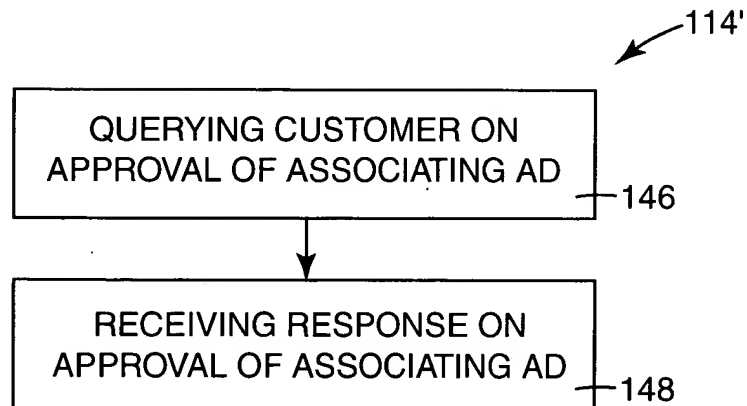 114'
QUERYING CUSTOMER ON
APPROVAL OF ASSOCIATING AD
146
RECEIVING RESPONSE ON
APPROVAL OF ASSOCIATING AD
148